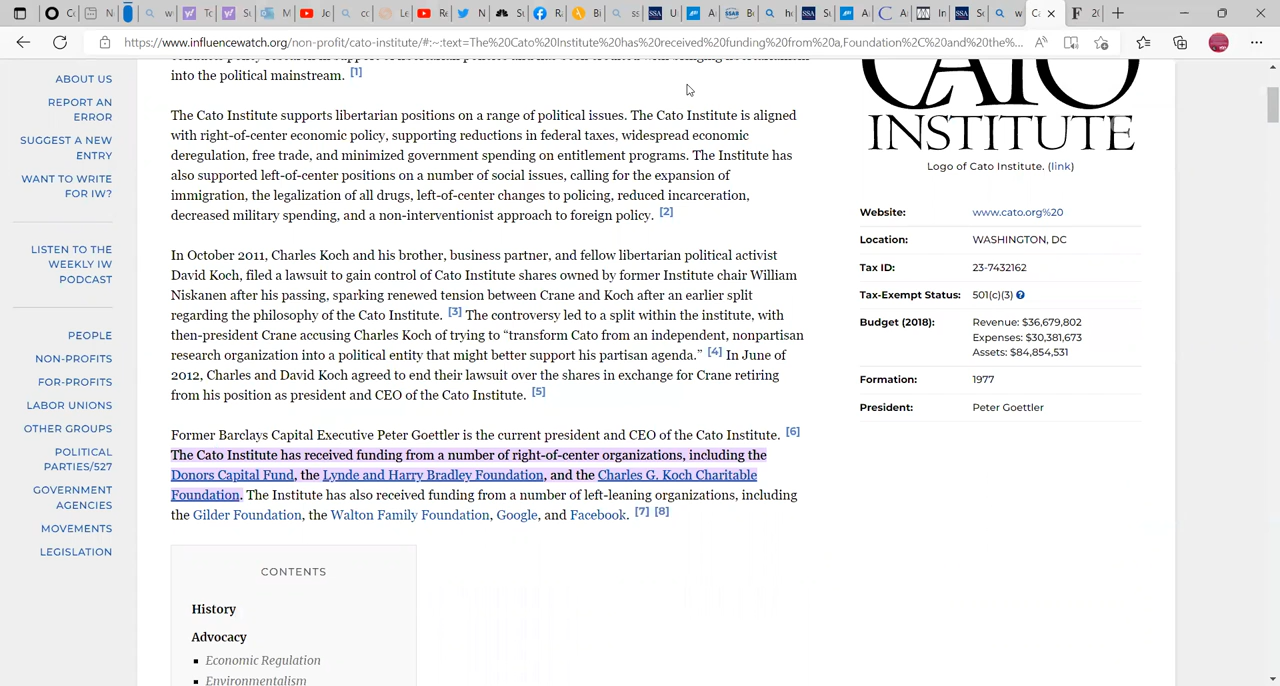 https://www.influencewatch.org/non-profit/cato-institute/#:~:text=The%20Cato%20Institute%20has%20received%20funding%20from%20a,Foundation%2C%20and%20the%...
ABOUT US
REPORT AN
ERROR
SUGGEST A NEW
ENTRY
WANT TO WRITE
FOR IW?
LISTEN TO THE
WEEKLY IW
PODCAST
PEOPLE
NON-PROFITS
FOR-PROFITS
LABOR UNIONS
OTHER GROUPS
POLITICAL
PARTIES/527
GOVERNMENT
AGENCIES
MOVEMENTS
LEGISLATION
into the political mainstream. [1]
The Cato Institute supports libertarian positions on a range of political issues. The Cato Institute is aligned
with right-of-center economic policy, supporting reductions in federal taxes, widespread economic
deregulation, free trade, and minimized government spending on entitlement programs. The Institute has
also supported left-of-center positions on a number of social issues, calling for the expansion of
immigration, the legalization of all drugs, left-of-center changes to policing, reduced incarceration,
decreased military spending, and a non-interventionist approach to foreign policy. [2]
In October 2011, Charles Koch and his brother, business partner, and fellow libertarian political activist
David Koch, filed a lawsuit to gain control of Cato Institute shares owned by former Institute chair William
Niskanen after his passing, sparking renewed tension between Crane and Koch after an earlier split
regarding the philosophy of the Cato Institute. [3] The controversy led to a split within the institute, with
then-president Crane accusing Charles Koch of trying to “transform Cato from an independent, nonpartisan
research organization into a political entity that might better support his partisan agenda.” [4] In June of
2012, Charles and David Koch agreed to end their lawsuit over the shares in exchange for Crane retiring
from his position as president and CEO of the Cato Institute. [5]
Former Barclays Capital Executive Peter Goettler is the current president and CEO of the Cato Institute. [6]
The Cato Institute has received funding from a number of right-of-center organizations, including the
Donors Capital Fund, the Lynde and Harry Bradley Foundation, and the Charles G. Koch Charitable
Foundation. The Institute has also received funding from a number of left-leaning organizations, including
the Gilder Foundation, the Walton Family Foundation, Google, and Facebook. [7] [8]
CONTENTS
History
Advocacy
Economic Regulation
Environmentalism
CATO
INSTITUTE
Logo of Cato Institute. (link)
Website: www.cato.org%20
Location: WASHINGTON, DC
Tax ID: 23-7432162
Tax-Exempt Status: 501(c)(3)
Budget (2018): Revenue: $36,679,802
Expenses: $30,381,673
Assets: $84,854,531
Formation: 1977
President: Peter Goettler